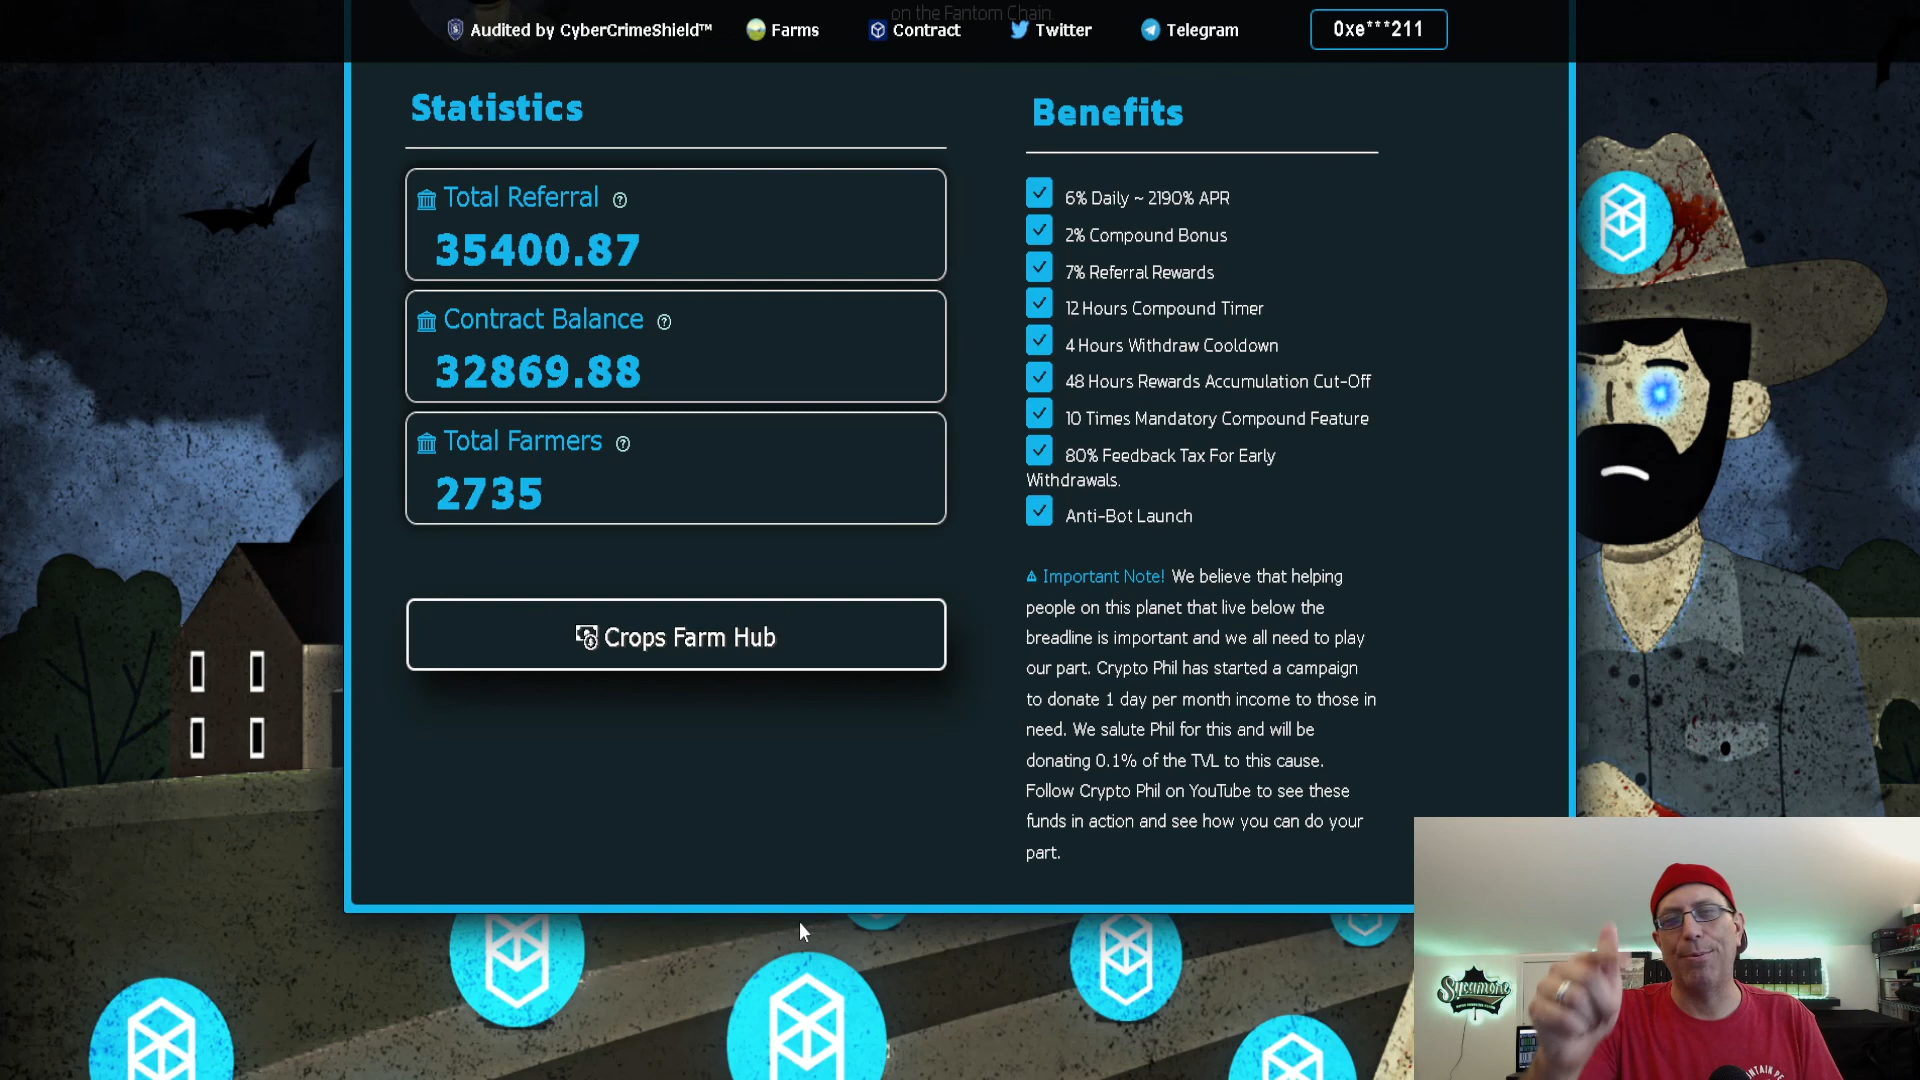 on the Fantom Chain.
Audited by CyberCrimeShield™ Farms Contract Twitter Telegram 0xe***211
Statistics
Total Referral
35400.87
Contract Balance
32869.88
Total Farmers
2735
Crops Farm Hub
Benefits
6% Daily ~ 2190% APR
2% Compound Bonus
7% Referral Rewards
12 Hours Compound Timer
4 Hours Withdraw Cooldown
48 Hours Rewards Accumulation Cut-Off
10 Times Mandatory Compound Feature
80% Feedback Tax For Early
Withdrawals.
Anti-Bot Launch
Important Note! We believe that helping
people on this planet that live below the
breadline is important and we all need to play
our part. Crypto Phil has started a campaign
to donate 1 day per month income to those in
need. We salute Phil for this and will be
donating 0.1% of the TVL to this cause.
Follow Crypto Phil on YouTube to see these
funds in action and see how you can do your
part.
Sycamore